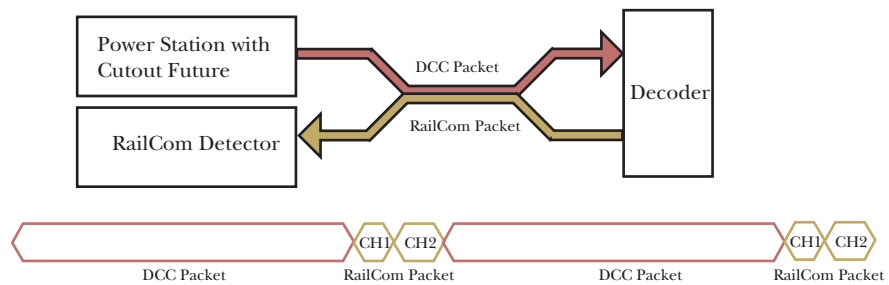 Power Station with
Cutout Future
DCC Packet
Decoder
RailCom Packet
RailCom Detector
CH1 CH2 CH1 CH2
DCC Packet RailCom Packet DCC Packet RailCom Packet